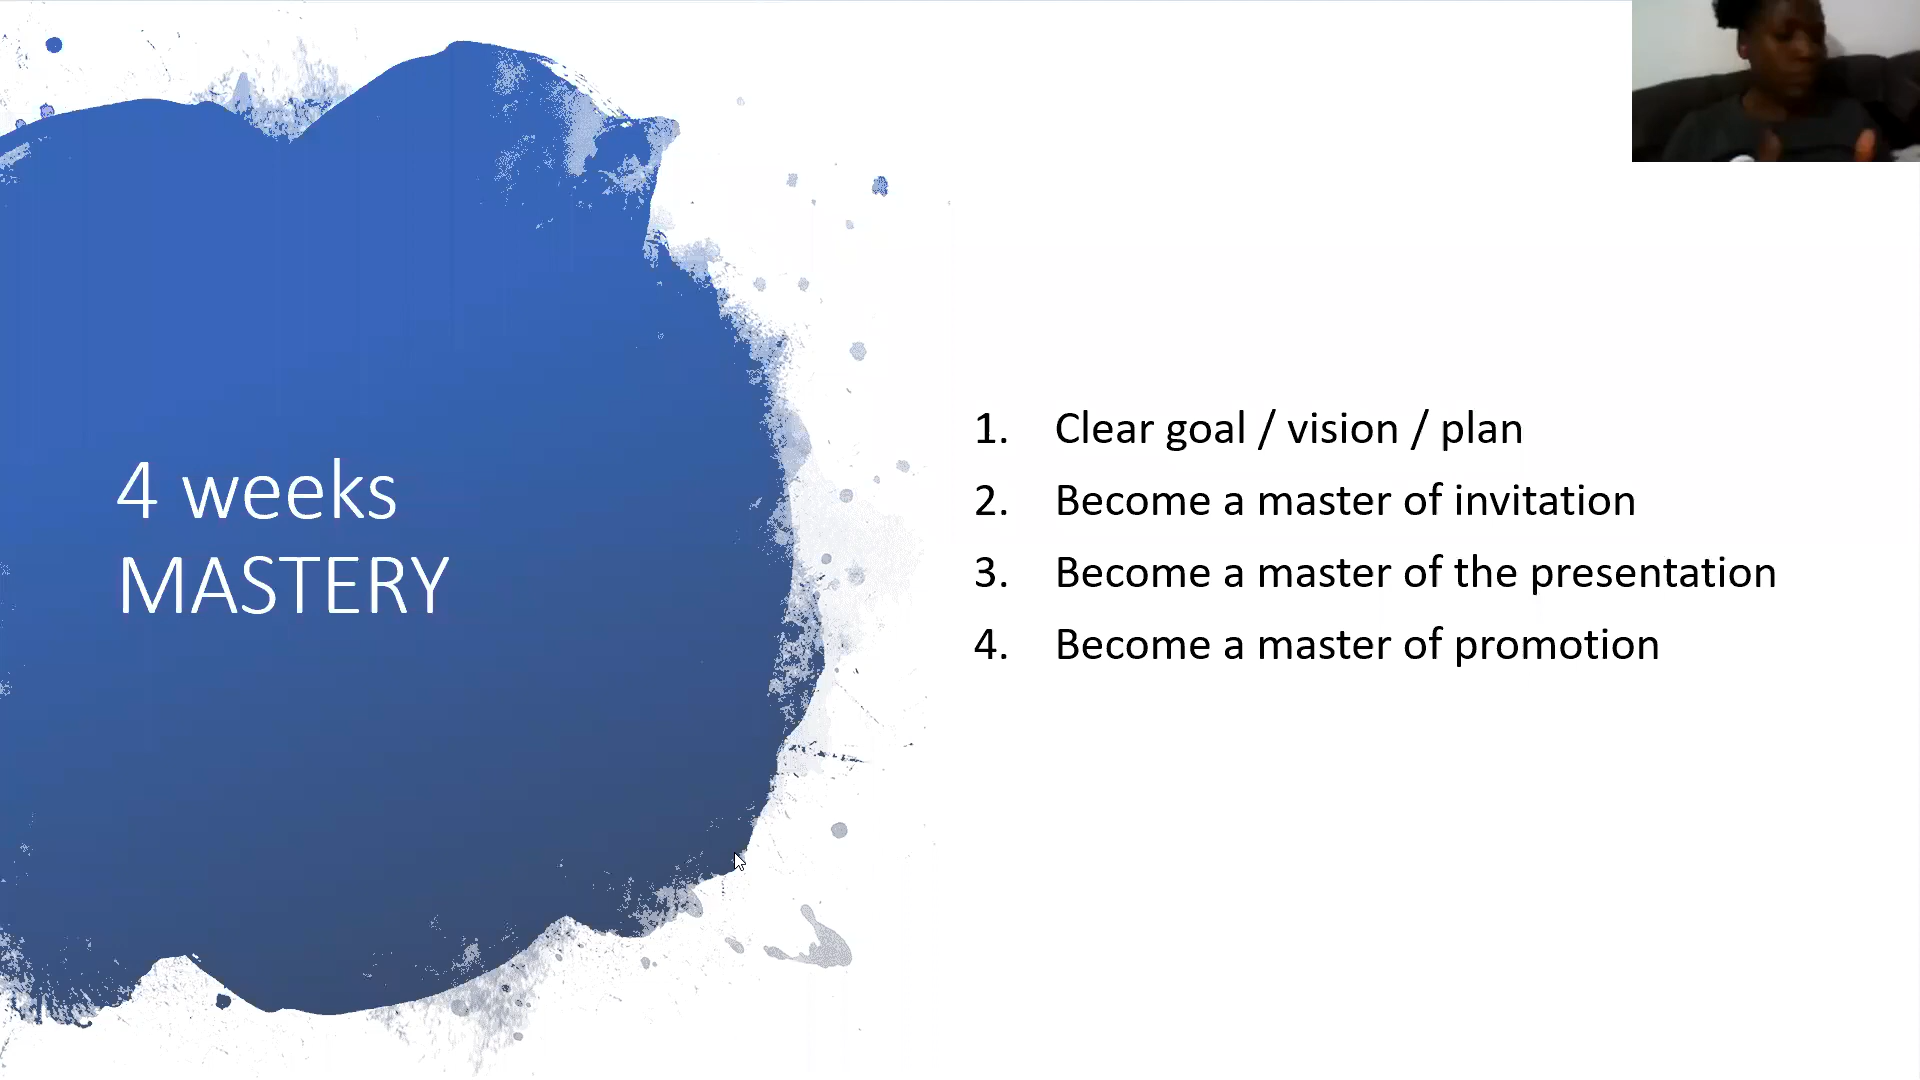 4 weeks
MASTERY
1. Clear goal / vision / plan
2. Become a master of invitation
3. Become a master of the presentation
4. Become a master of promotion